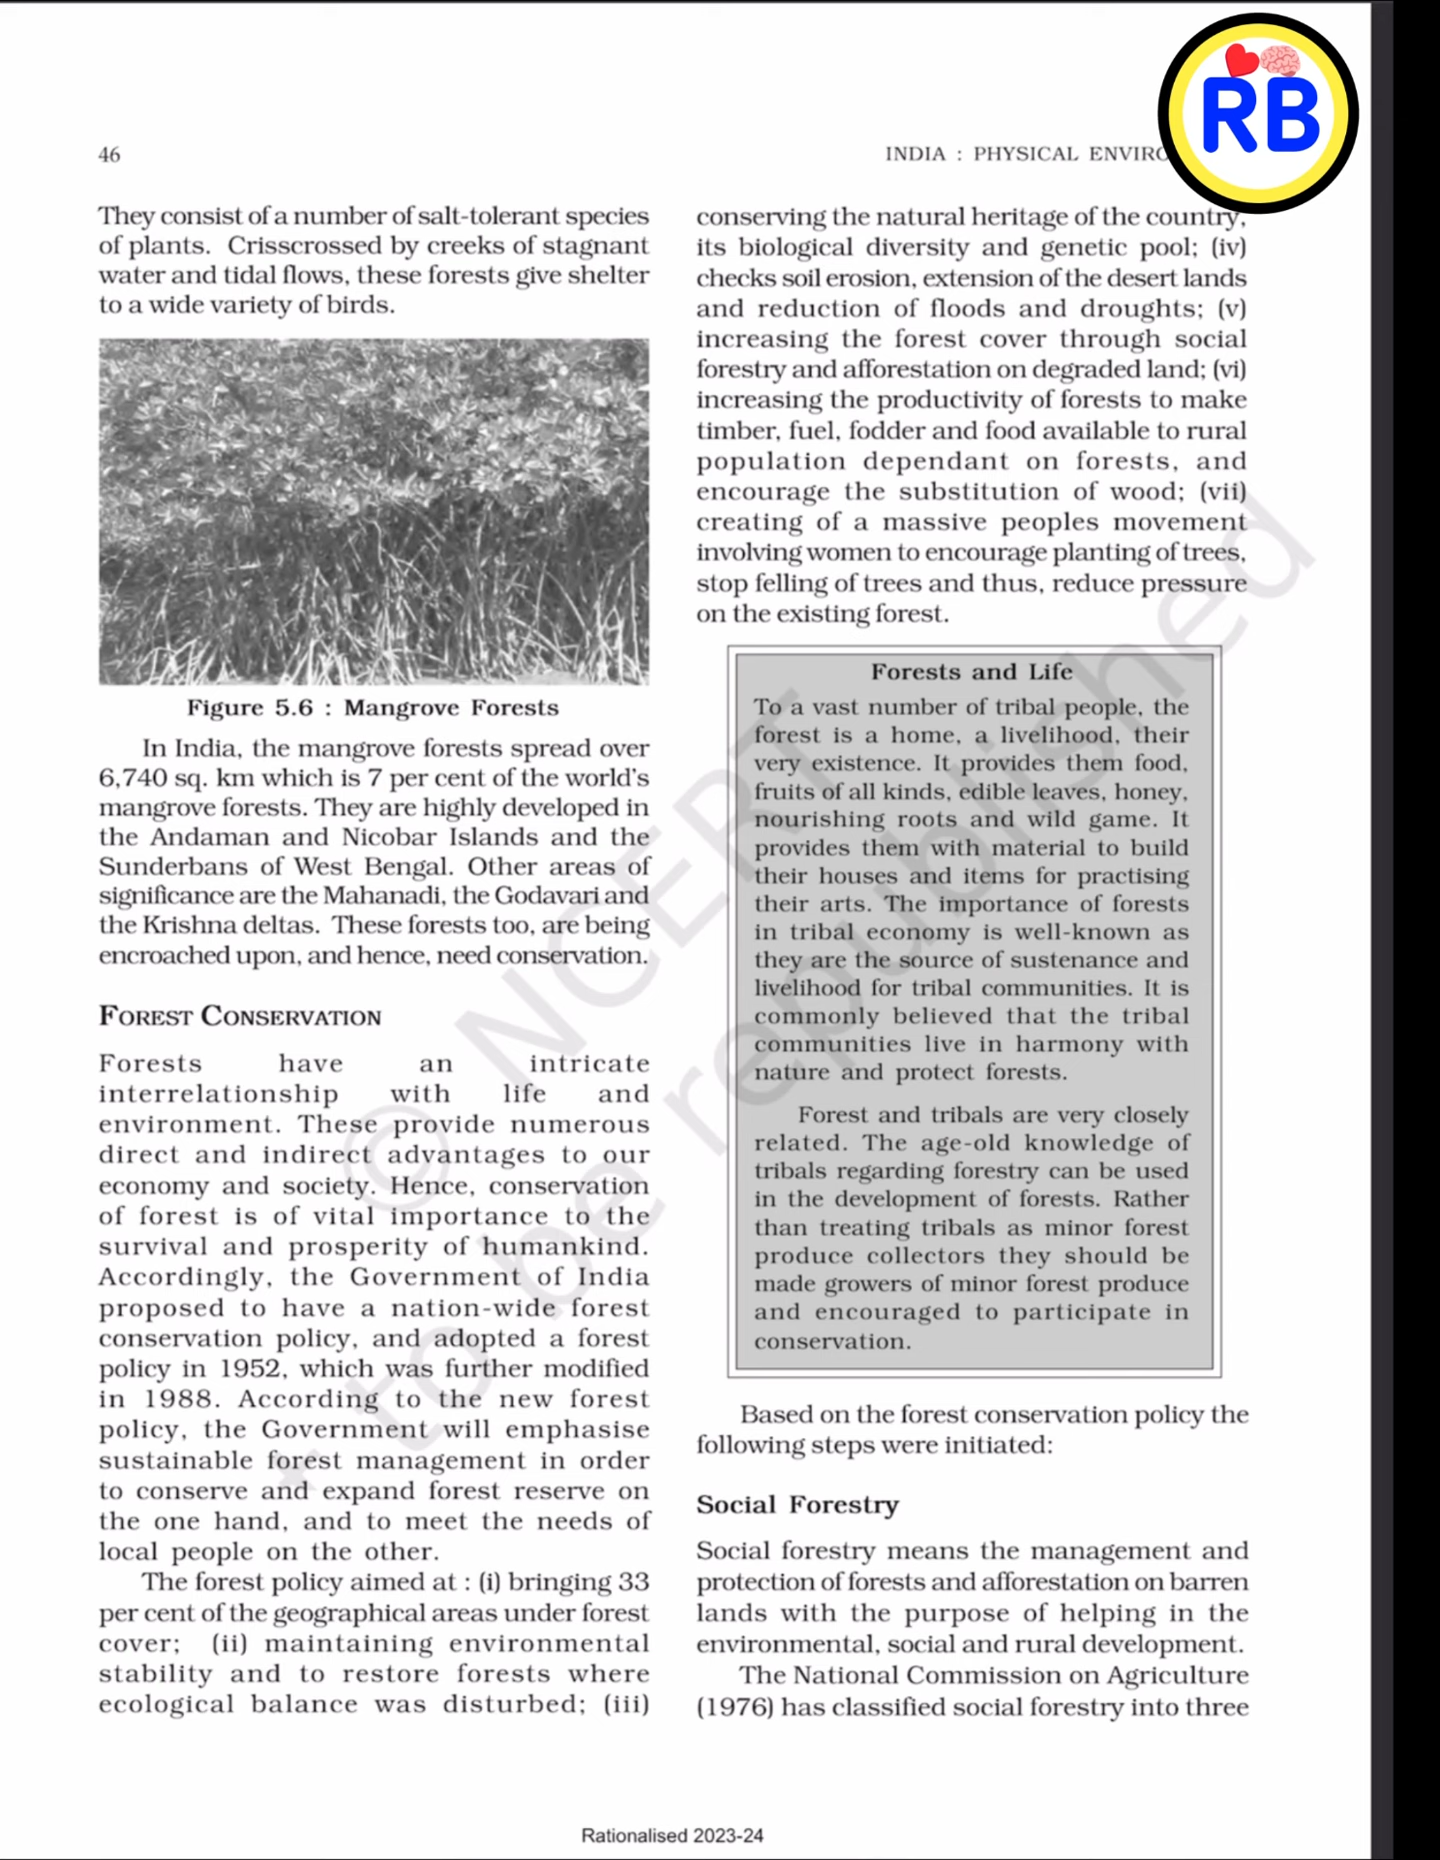 RB
46
INDIA : PHYSICAL
They consist of a number of salt-tolerant species
of plants. Crisscrossed by creeks of stagnant
water and tidal flows, these forests give shelter
to a wide variety of birds.
Figure 5.6 : Mangrove Forests
In India, the mangrove forests spread over
6,740 sq. km which is 7 per cent of the world's
mangrove forests. They are highly developed in
the Andaman and Nicobar Islands and the
Sunderbans of West Bengal. Other areas of
significance are the Mahanadi, the Godavari and
the Krishna deltas. These forests too, are being
encroached upon, and hence, need conservation.
FOREST CONSERVATION
Forests have an intricate
interrelationship with life and
environment. These provide numerous
direct and indirect advantages to our
economy and society. Hence, conservation
of forest is of vital importance to the
survival and prosperity of humankind.
Accordingly, the Government of India
proposed to have a nation-wide forest
conservation policy, and adopted a forest
policy in 1952, which was further modified
in 1988. According to the new forest
policy, the Government will emphasise
sustainable forest management in order
to conserve and expand forest reserve on
the one hand, and to meet the needs of
local people on the other.
The forest policy aimed at : (i) bringing 33
per cent of the geographical areas under forest
cover; (ii) maintaining environmental
stability and to restore forests where
ecological balance was disturbed; (iii)
conserving the natural heritage of the country,
its biological diversity and genetic pool; (iv)
checks soil erosion, extension of the desert lands
and reduction of floods and droughts; (v)
increasing the forest cover through social
forestry and afforestation on degraded land; (vi)
increasing the productivity of forests to make
timber, fuel, fodder and food available to rural
population dependant on forests, and
encourage the substitution of wood; (vii)
creating of a massive peoples movement
involving women to encourage planting of trees,
stop felling of trees and thus, reduce pressure
on the existing forest.
Forests and Life
To a vast number of tribal people, the
forest is a home, a livelihood, their
very existence. It provides them food,
fruits of all kinds, edible leaves, honey,
nourishing roots and wild game. It
provides them with material to build
their houses and items for practising
their arts. The importance of forests
in tribal economy is well-known as
they are the source of sustenance and
livelihood for tribal communities. It is
commonly believed that the tribal
communities live in harmony with
nature and protect forests.
Forest and tribals are very closely
related. The age-old knowledge of
tribals regarding forestry can be used
in the development of forests. Rather
than treating tribals as minor forest
produce collectors they should be
made growers of minor forest produce
and encouraged to participate in
conservation.
Based on the forest conservation policy the
following steps were initiated:
Social Forestry
Social forestry means the management and
protection of forests and afforestation on barren
lands with the purpose of helping in the
environmental, social and rural development.
The National Commission on Agriculture
(1976) has classified social forestry into three
© NCERT
to be republished
Rationalised 2023-24